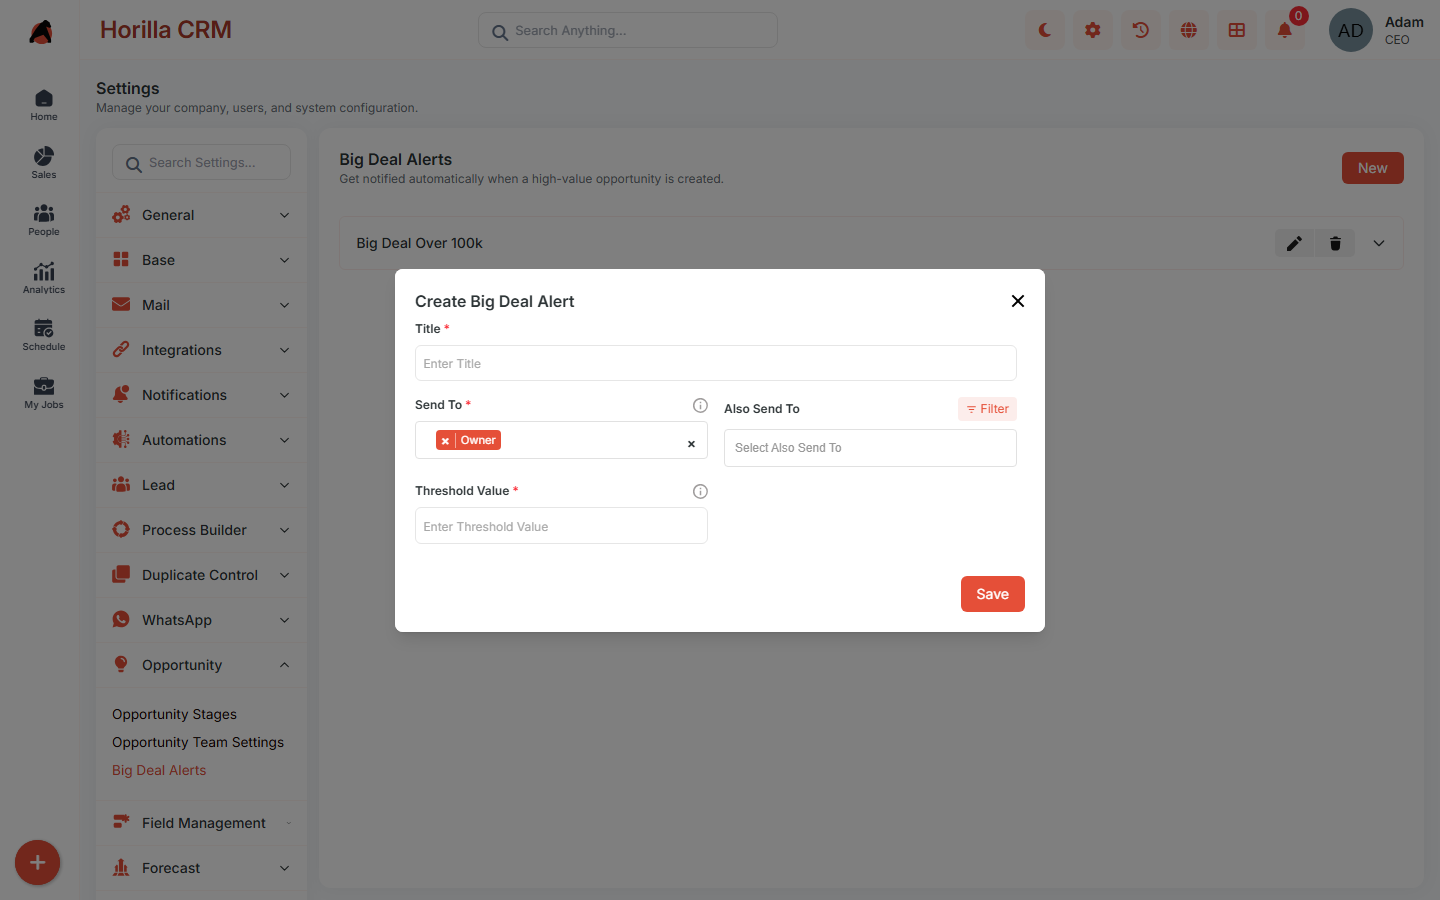 Horilla CRM
Search Anything...
0
AD
Adam
CEO
Home
Sales
People
Analytics
Schedule
My Jobs
Settings
Manage your company, users, and system configuration.
Search Settings...
General
Base
Mail
Integrations
Notifications
Automations
Lead
Process Builder
Duplicate Control
WhatsApp
Opportunity
Opportunity Stages
Opportunity Team Settings
Big Deal Alerts
Field Management
Forecast
Big Deal Alerts
Get notified automatically when a high-value opportunity is created.
New
Big Deal Over 100k
Create Big Deal Alert
Title *
Enter Title
Send To *
Owner
Also Send To
Filter
Select Also Send To
Threshold Value *
Enter Threshold Value
Save